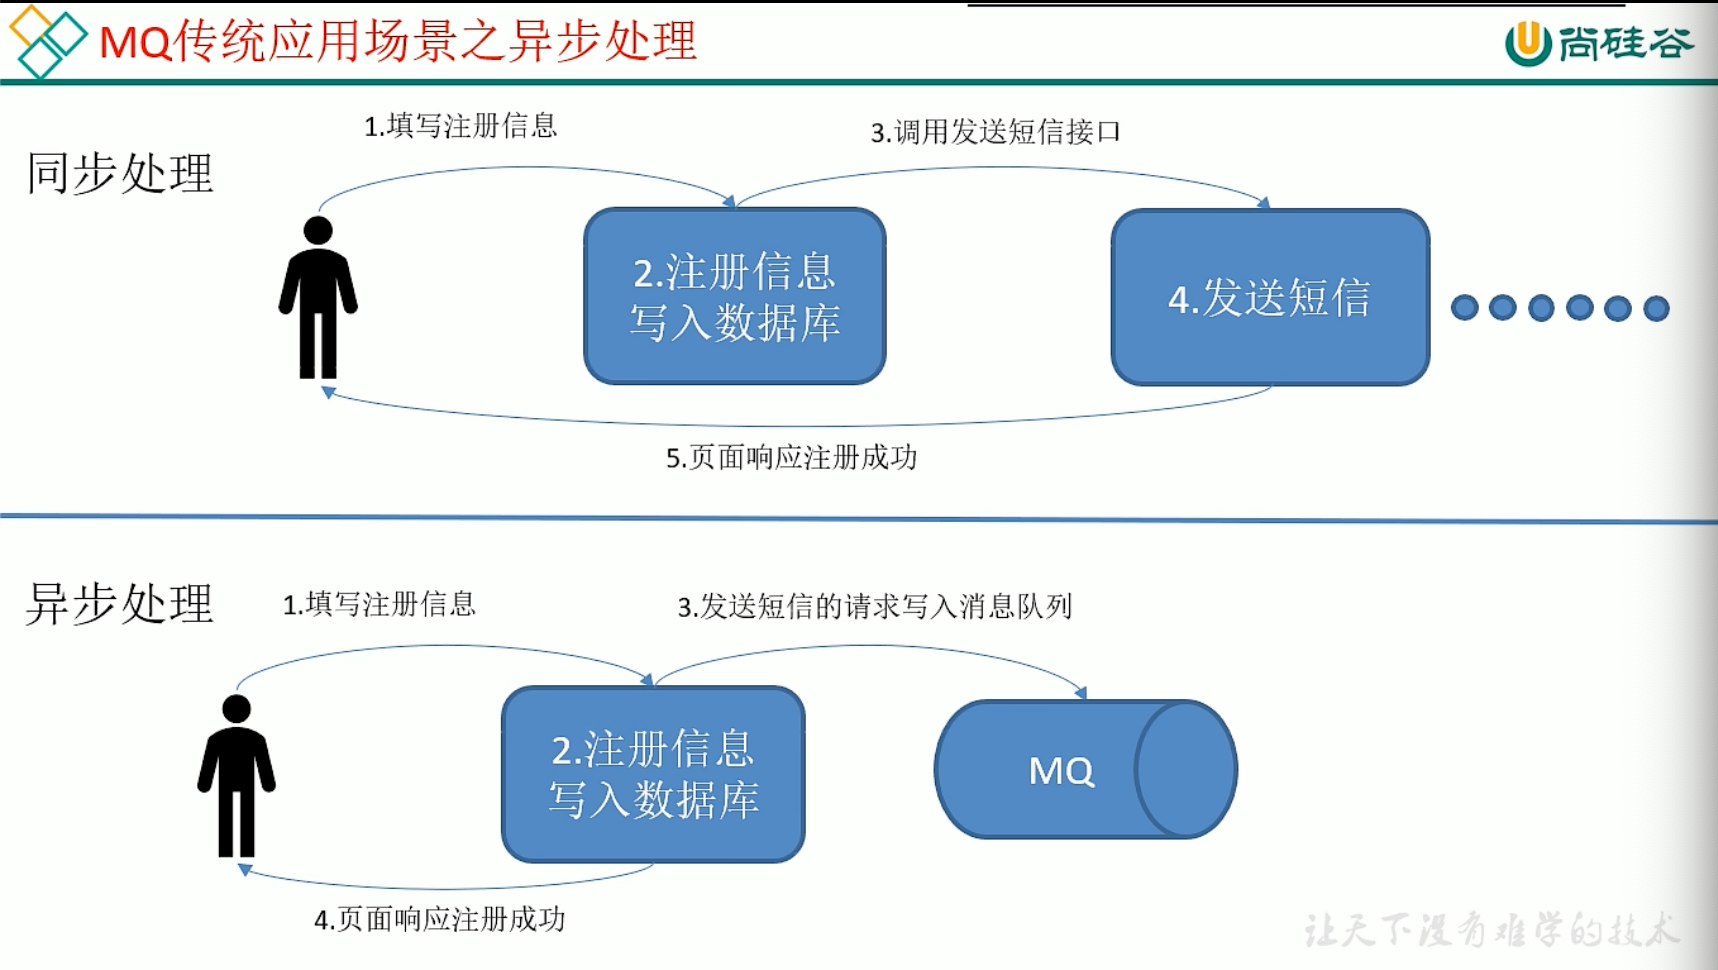 MQ传统应用场景之异步处理
尚硅谷
同步处理
1.填写注册信息
3.调用发送短信接口
2.注册信息
写入数据库
4.发送短信
5.页面响应注册成功
异步处理
1.填写注册信息
3.发送短信的请求写入消息队列
2.注册信息
写入数据库
MQ
4.页面响应注册成功
让天下没有难学的技术